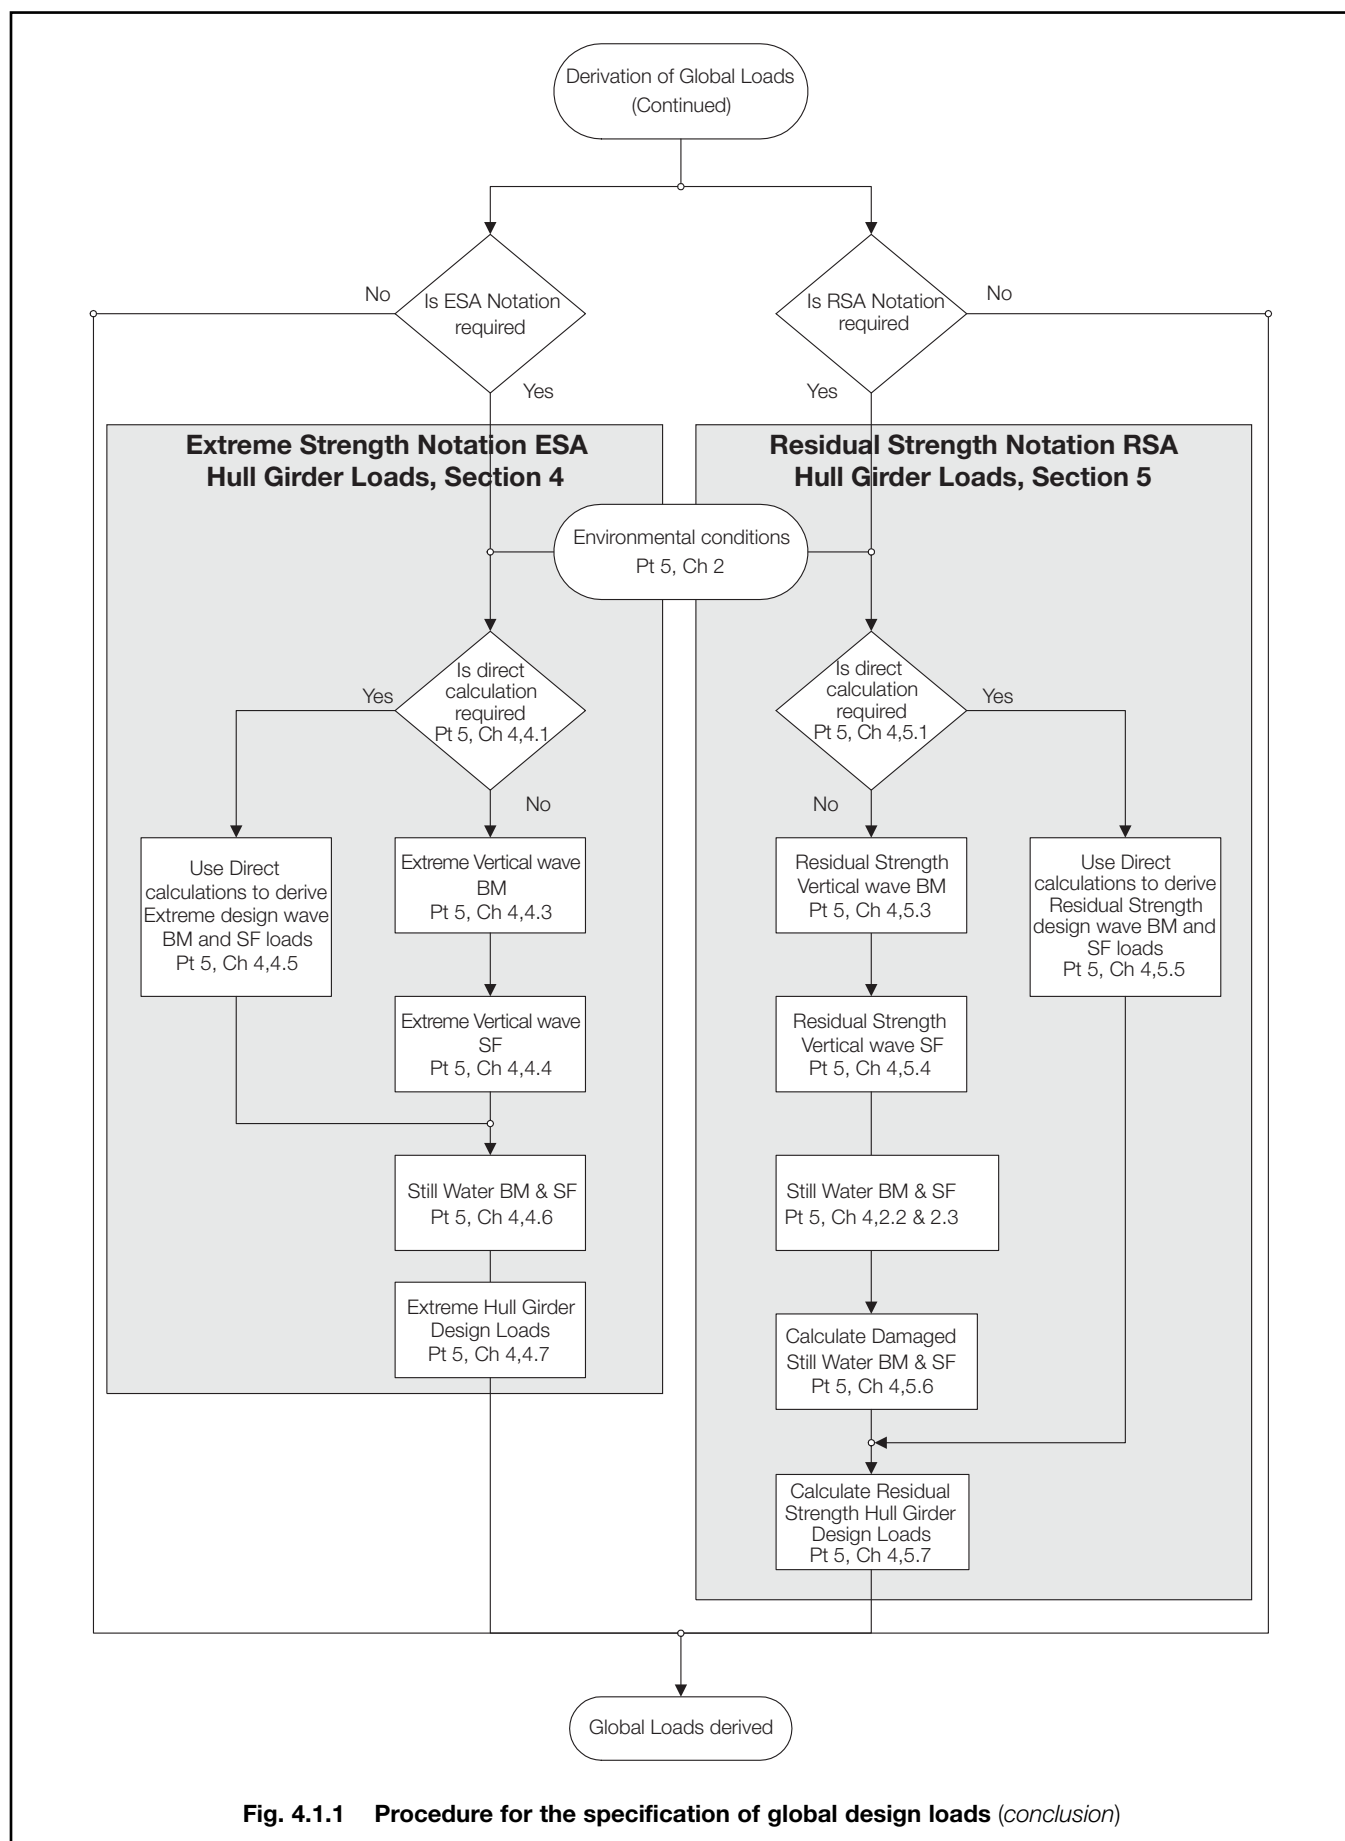 Derivation of Global Loads
(Continued)
No
Is ESA Notation
required
Yes
Is RSA Notation
required
No
Yes
Extreme Strength Notation ESA
Hull Girder Loads, Section 4
Residual Strength Notation RSA
Hull Girder Loads, Section 5
Environmental conditions
Pt 5, Ch 2
Yes
Is direct
calculation
required
Pt 5, Ch 4,4.1
No
Is direct
calculation
required
Pt 5, Ch 4,5.1
Yes
No
Use Direct
calculations to derive
Extreme design wave
BM and SF loads
Pt 5, Ch 4,4.5
Extreme Vertical wave
BM
Pt 5, Ch 4,4.3
Residual Strength
Vertical wave BM
Pt 5, Ch 4,5.3
Use Direct
calculations to derive
Residual Strength
design wave BM and
SF loads
Pt 5, Ch 4,5.5
Extreme Vertical wave
SF
Pt 5, Ch 4,4.4
Residual Strength
Vertical wave SF
Pt 5, Ch 4,5.4
Still Water BM & SF
Pt 5, Ch 4,4.6
Still Water BM & SF
Pt 5, Ch 4,2.2 & 2.3
Extreme Hull Girder
Design Loads
Pt 5, Ch 4,4.7
Calculate Damaged
Still Water BM & SF
Pt 5, Ch 4,5.6
Calculate Residual
Strength Hull Girder
Design Loads
Pt 5, Ch 4,5.7
Global Loads derived
Fig. 4.1.1 Procedure for the specification of global design loads (conclusion)